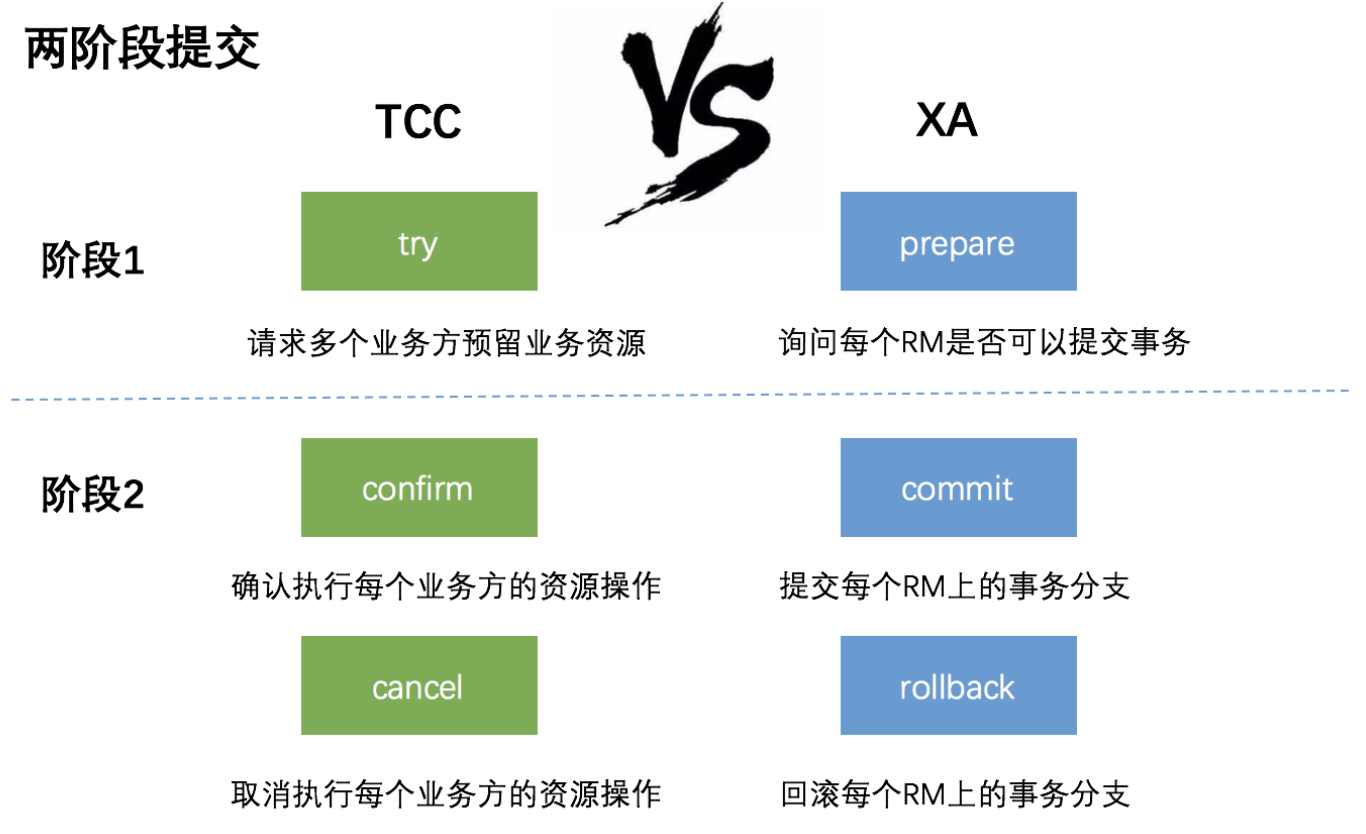 两阶段提交
VS
TCC
XA
阶段1
try
prepare
请求多个业务方预留业务资源
询问每个RM是否可以提交事务
阶段2
confirm
commit
确认执行每个业务方的资源操作
提交每个RM上的事务分支
cancel
rollback
取消执行每个业务方的资源操作
回滚每个RM上的事务分支